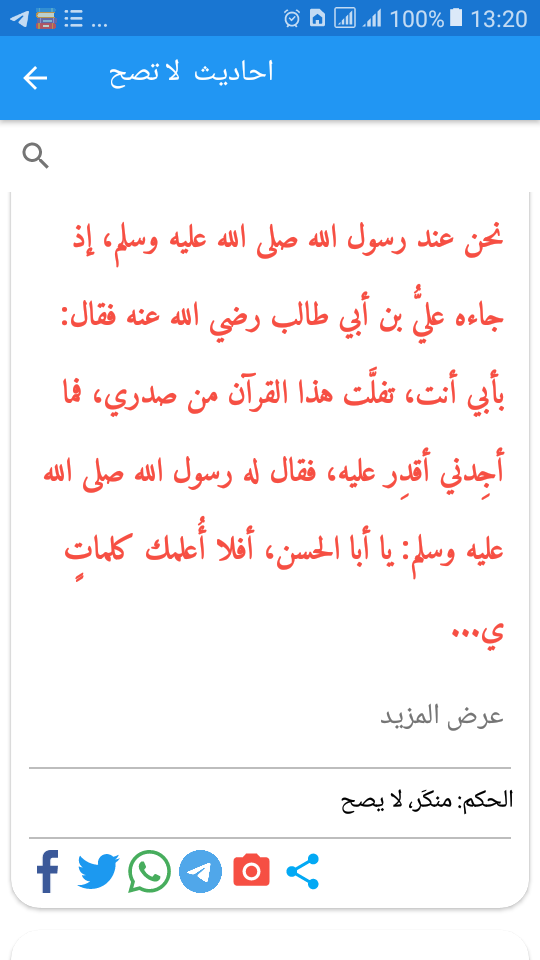 ... 100% 13:20
احاديث لا تصح
نحن عند رسول الله صلى الله عليه وسلم، إذ
جاءه عليُّ بن أبي طالب رضي الله عنه فقال:
بأبي أنت، تفلَّت هذا القرآن من صدري، فما
أجِدني أقدِر عليه، فقال له رسول الله صلى الله
عليه وسلم: يا أبا الحسن، أفلا أُعلمك كلماتٍ
ي...
عرض المزيد
الحكم: منكَر، لا يصح